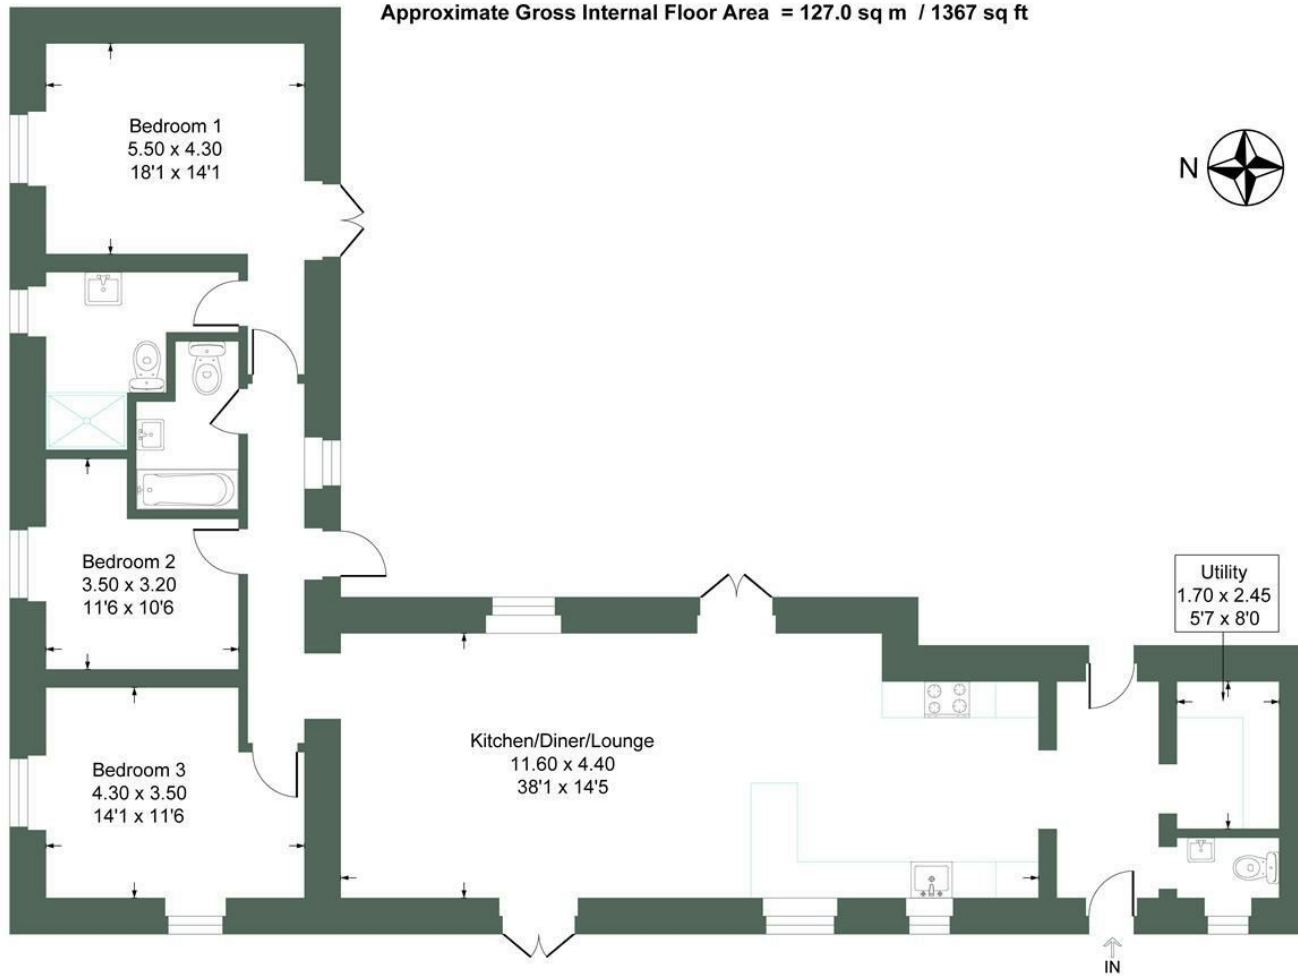 Approximate Gross Internal Floor Area = 127.0 sq m / 1367 sq ft
Bedroom 1
5.50 x 4.30
18'1 x 14'1
N
Bedroom 2
3.50 x 3.20
11'6 x 10'6
Utility
1.70 x 2.45
5'7 x 8'0
Kitchen/Diner/Lounge
11.60 x 4.40
38'1 x 14'5
Bedroom 3
4.30 x 3.50
14'1 x 11'6
IN